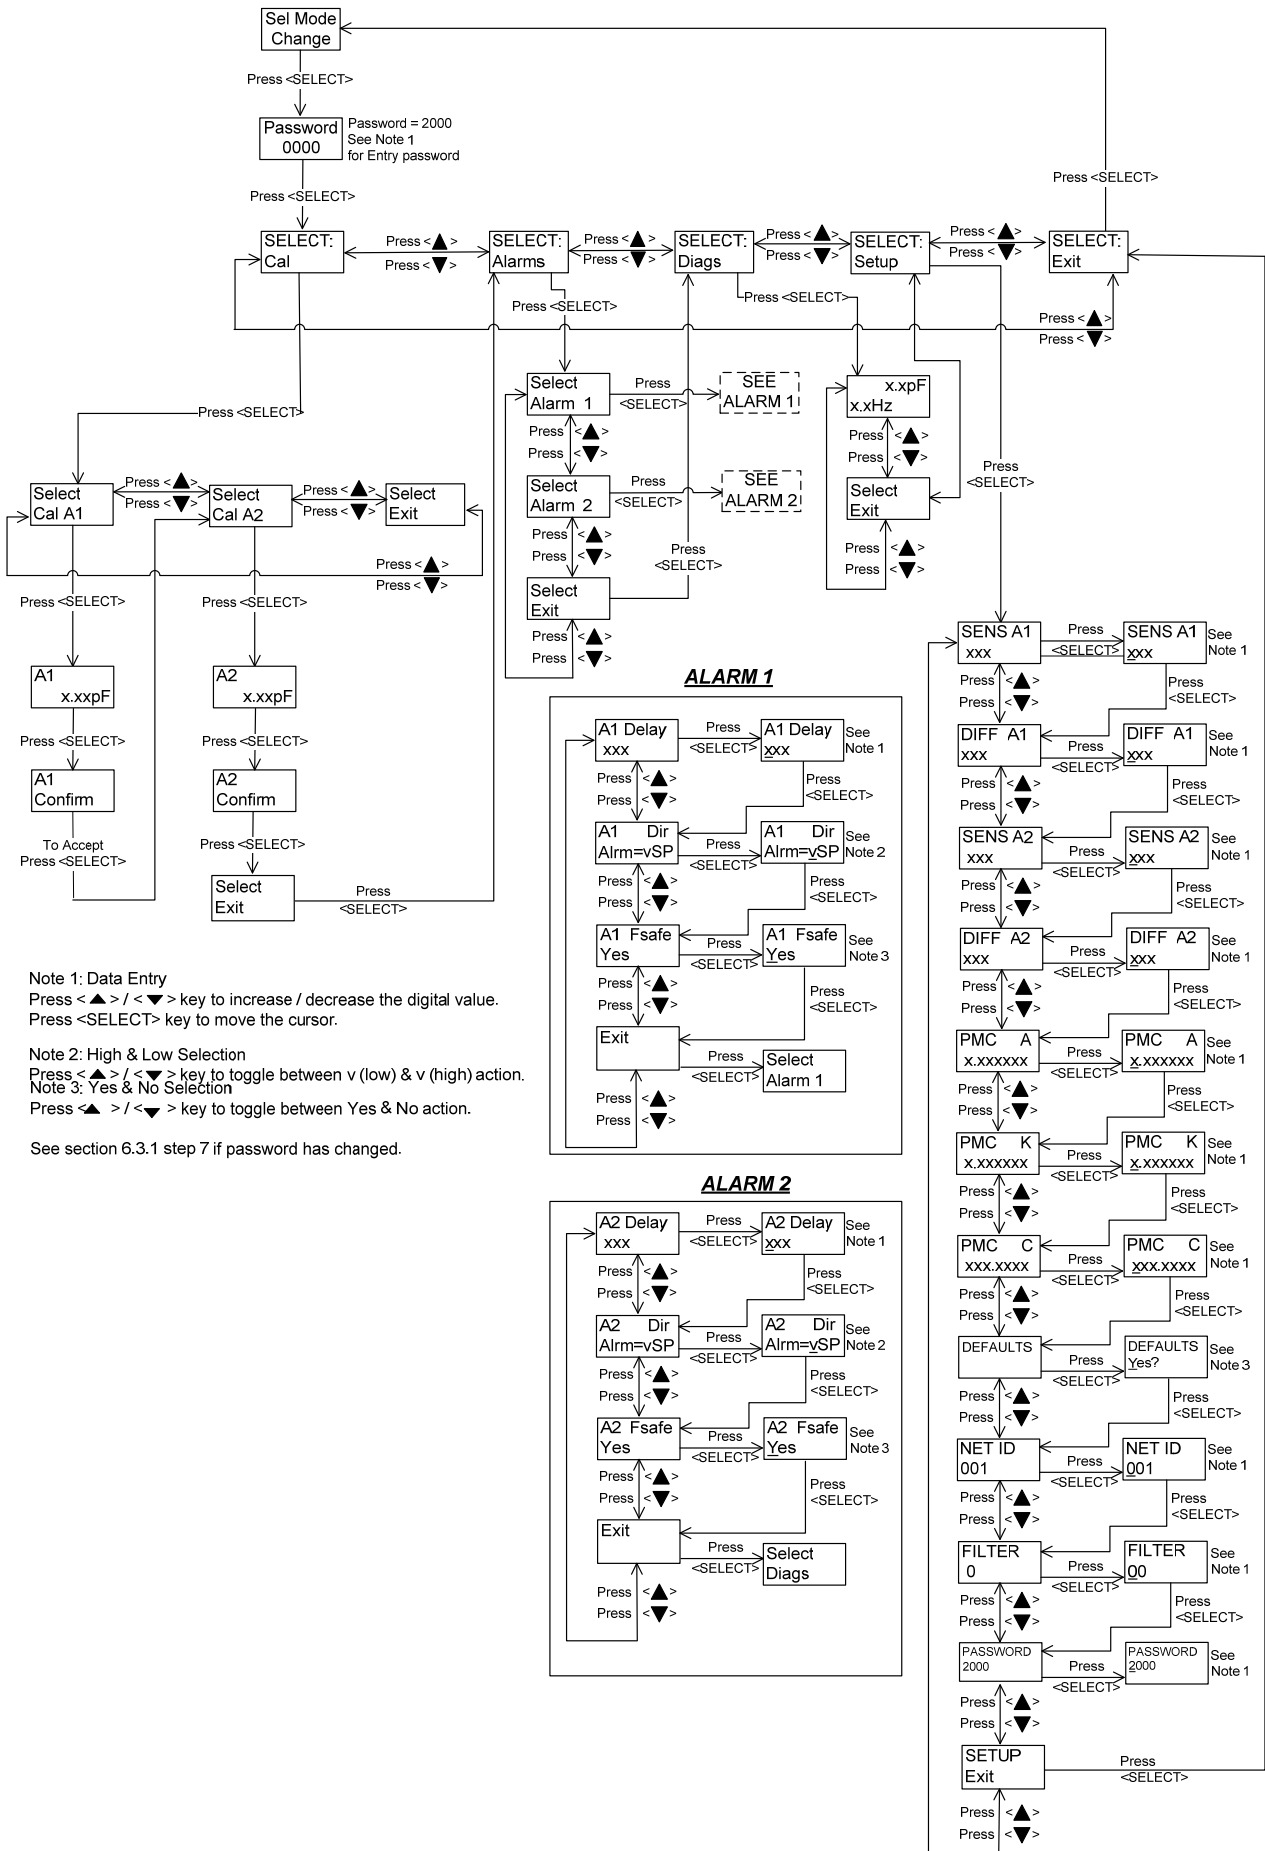 Sel Mode
Change
Press <SELECT>
Password
0000
Password = 2000
See Note 1
for Entry password
Press <SELECT>
Press <SELECT>
SELECT:
Cal
Press <▲>
Press <▼>
SELECT:
Alarms
Press <▲>
Press <▼>
SELECT:
Diags
Press <▲>
Press <▼>
SELECT:
Setup
Press <▲>
Press <▼>
SELECT:
Exit
Press <SELECT>
Press <SELECT>
Press <▲>
Press <▼>
Press <SELECT>
Select
Alarm 1
Press
<SELECT>
SEE
ALARM 1
Press <▲>
Press <▼>
Select
Alarm 2
Press
<SELECT>
SEE
ALARM 2
Press <▲>
Press <▼>
Select
Exit
Press
<SELECT>
Press <▲>
Press <▼>
x.xpF
x.xHz
Press <▲>
Press <▼>
Select
Exit
Press <▲>
Press <▼>
Press
<SELECT>
Select
Cal A1
Press <▲>
Press <▼>
Select
Cal A2
Press <▲>
Press <▼>
Select
Exit
Press <▲>
Press <▼>
Press <SELECT>
Press <SELECT>
A1
x.xxpF
A2
x.xxpF
Press <SELECT>
Press <SELECT>
A1
Confirm
A2
Confirm
To Accept
Press <SELECT>
Press <SELECT>
Select
Exit
Press
<SELECT>
Note 1: Data Entry
Press <▲> / <▼> key to increase / decrease the digital value.
Press <SELECT> key to move the cursor.
Note 2: High & Low Selection
Press <▲> / <▼> key to toggle between v (low) & v (high) action.
Note 3: Yes & No Selection
Press <▲ > / <▼ > key to toggle between Yes & No action.
See section 6.3.1 step 7 if password has changed.
ALARM 1
A1 Delay
xxx
Press
<SELECT>
A1 Delay
xxx
See
Note 1
Press <▲>
Press <▼>
Press
<SELECT>
A1 Dir
Alrm=vSP
Press
<SELECT>
A1 Dir
Alrm=vSP
See
Note 2
Press <▲>
Press <▼>
Press
<SELECT>
A1 Fsafe
Yes
Press
<SELECT>
A1 Fsafe
Yes
See
Note 3
Press <▲>
Press <▼>
Press
<SELECT>
Exit
Press
<SELECT>
Select
Alarm 1
Press <▲>
Press <▼>
ALARM 2
A2 Delay
xxx
Press
<SELECT>
A2 Delay
xxx
See
Note 1
Press <▲>
Press <▼>
Press
<SELECT>
A2 Dir
Alrm=vSP
Press
<SELECT>
A2 Dir
Alrm=vSP
See
Note 2
Press <▲>
Press <▼>
Press
<SELECT>
A2 Fsafe
Yes
Press
<SELECT>
A2 Fsafe
Yes
See
Note 3
Press <▲>
Press <▼>
Press
<SELECT>
Exit
Press
<SELECT>
Select
Diags
Press <▲>
Press <▼>
SENS A1
xxx
Press
<SELECT>
SENS A1
xxx
See
Note 1
Press <▲>
Press <▼>
Press
<SELECT>
DIFF A1
xxx
Press
<SELECT>
DIFF A1
xxx
See
Note 1
Press <▲>
Press <▼>
Press
<SELECT>
SENS A2
xxx
Press
<SELECT>
SENS A2
xxx
See
Note 1
Press <▲>
Press <▼>
Press
<SELECT>
DIFF A2
xxx
Press
<SELECT>
DIFF A2
xxx
See
Note 1
Press <▲>
Press <▼>
Press
<SELECT>
PMC A
x.xxxxxx
Press
<SELECT>
PMC A
x.xxxxxx
See
Note 1
Press <▲>
Press <▼>
Press
<SELECT>
PMC K
x.xxxxxx
Press
<SELECT>
PMC K
x.xxxxxx
See
Note 1
Press <▲>
Press <▼>
Press
<SELECT>
PMC C
xxx.xxxx
Press
<SELECT>
PMC C
xxx.xxxx
See
Note 1
Press <▲>
Press <▼>
Press
<SELECT>
DEFAULTS
Press
<SELECT>
DEFAULTS
Yes?
See
Note 3
Press <▲>
Press <▼>
Press
<SELECT>
NET ID
001
Press
<SELECT>
NET ID
001
See
Note 1
Press <▲>
Press <▼>
Press
<SELECT>
FILTER
0
Press
<SELECT>
FILTER
00
See
Note 1
Press <▲>
Press <▼>
Press
<SELECT>
PASSWORD
2000
Press
<SELECT>
PASSWORD
2000
See
Note 1
Press <▲>
Press <▼>
SETUP
Exit
Press
<SELECT>
Press <▲>
Press <▼>